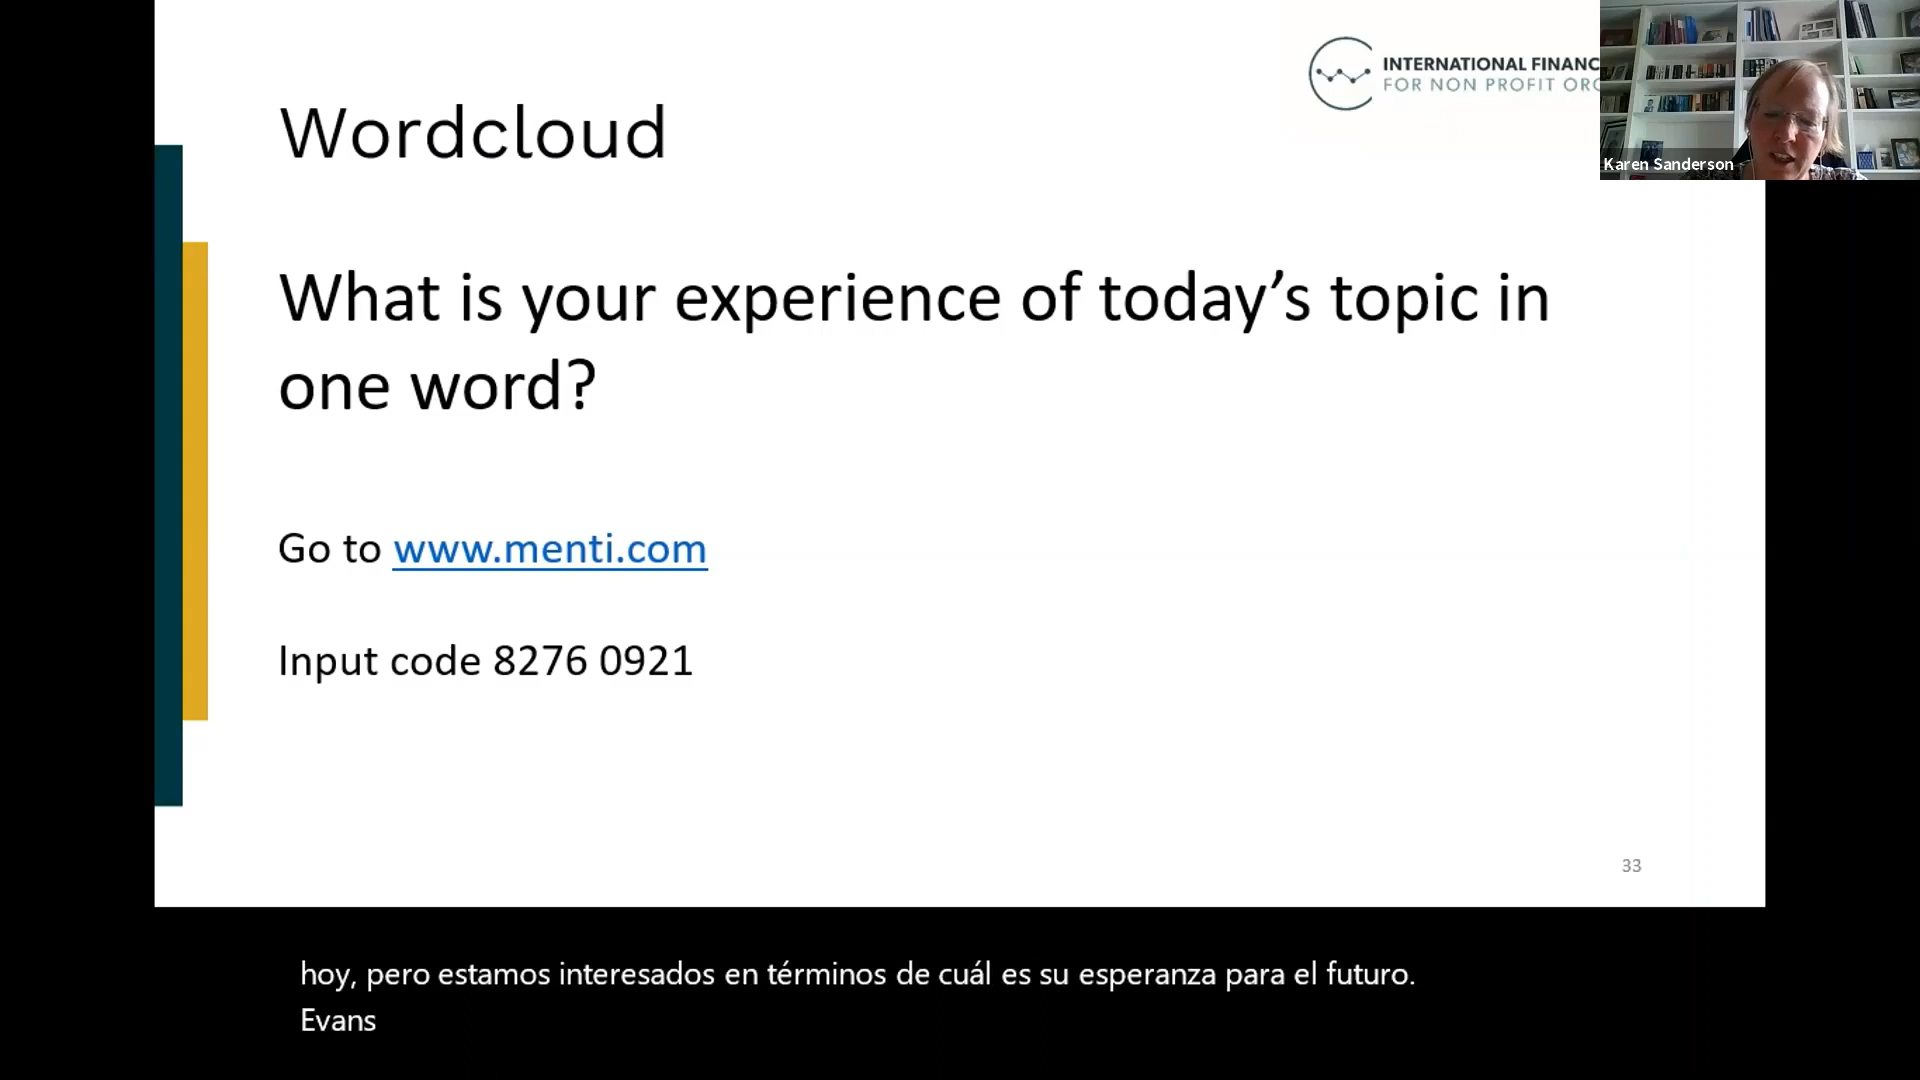 INTERNATIONAL FINANC
FOR NON PROFIT ORG
Karen Sanderson
Wordcloud
What is your experience of today’s topic in
one word?
Go to www.menti.com
Input code 8276 0921
33
hoy, pero estamos interesados en términos de cuál es su esperanza para el futuro.
Evans